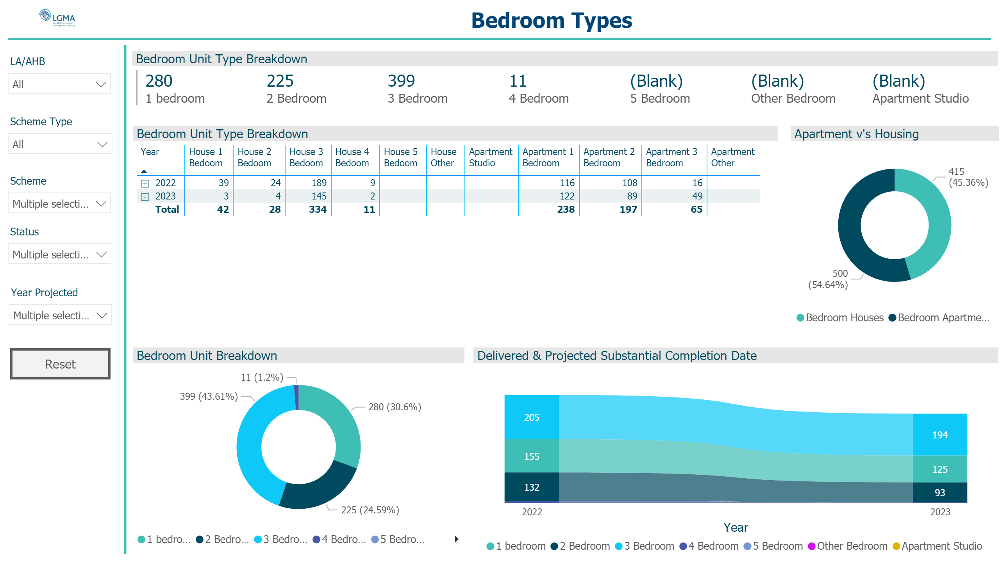 LGMA
Local Government
Management Agency
Bedroom Types
LA/AHB
All
Scheme Type
All
Scheme
Multiple selecti...
Status
Multiple selecti...
Year Projected
Multiple selecti...
Reset
Bedroom Unit Type Breakdown
280 225 399 11 (Blank) (Blank) (Blank)
1 bedroom 2 Bedroom 3 Bedroom 4 Bedroom 5 Bedroom Other Bedroom Apartment Studio
Bedroom Unit Type Breakdown
Year House 1 House 2 House 3 House 4 House 5 House Apartment Apartment 1 Apartment 2 Apartment 3 Apartment
Bedoom Bedoom Bedoom Bedoom Bedoom Other Studio Bedroom Bedroom Bedroom Other
2022 39 24 189 9 116 108 16
2023 3 4 145 2 122 89 49
Total 42 28 334 11 238 197 65
Apartment v's Housing
415
(45.36%)
500
(54.64%)
Bedroom Houses Bedroom Apartme...
Bedroom Unit Breakdown
11 (1.2%)
399 (43.61%)
280 (30.6%)
225 (24.59%)
1 bedro... 2 Bedro... 3 Bedro... 4 Bedro... 5 Bedro...
Delivered & Projected Substantial Completion Date
205
194
155
125
132
93
2022 2023
Year
1 bedroom 2 Bedroom 3 Bedroom 4 Bedroom 5 Bedroom Other Bedroom Apartment Studio